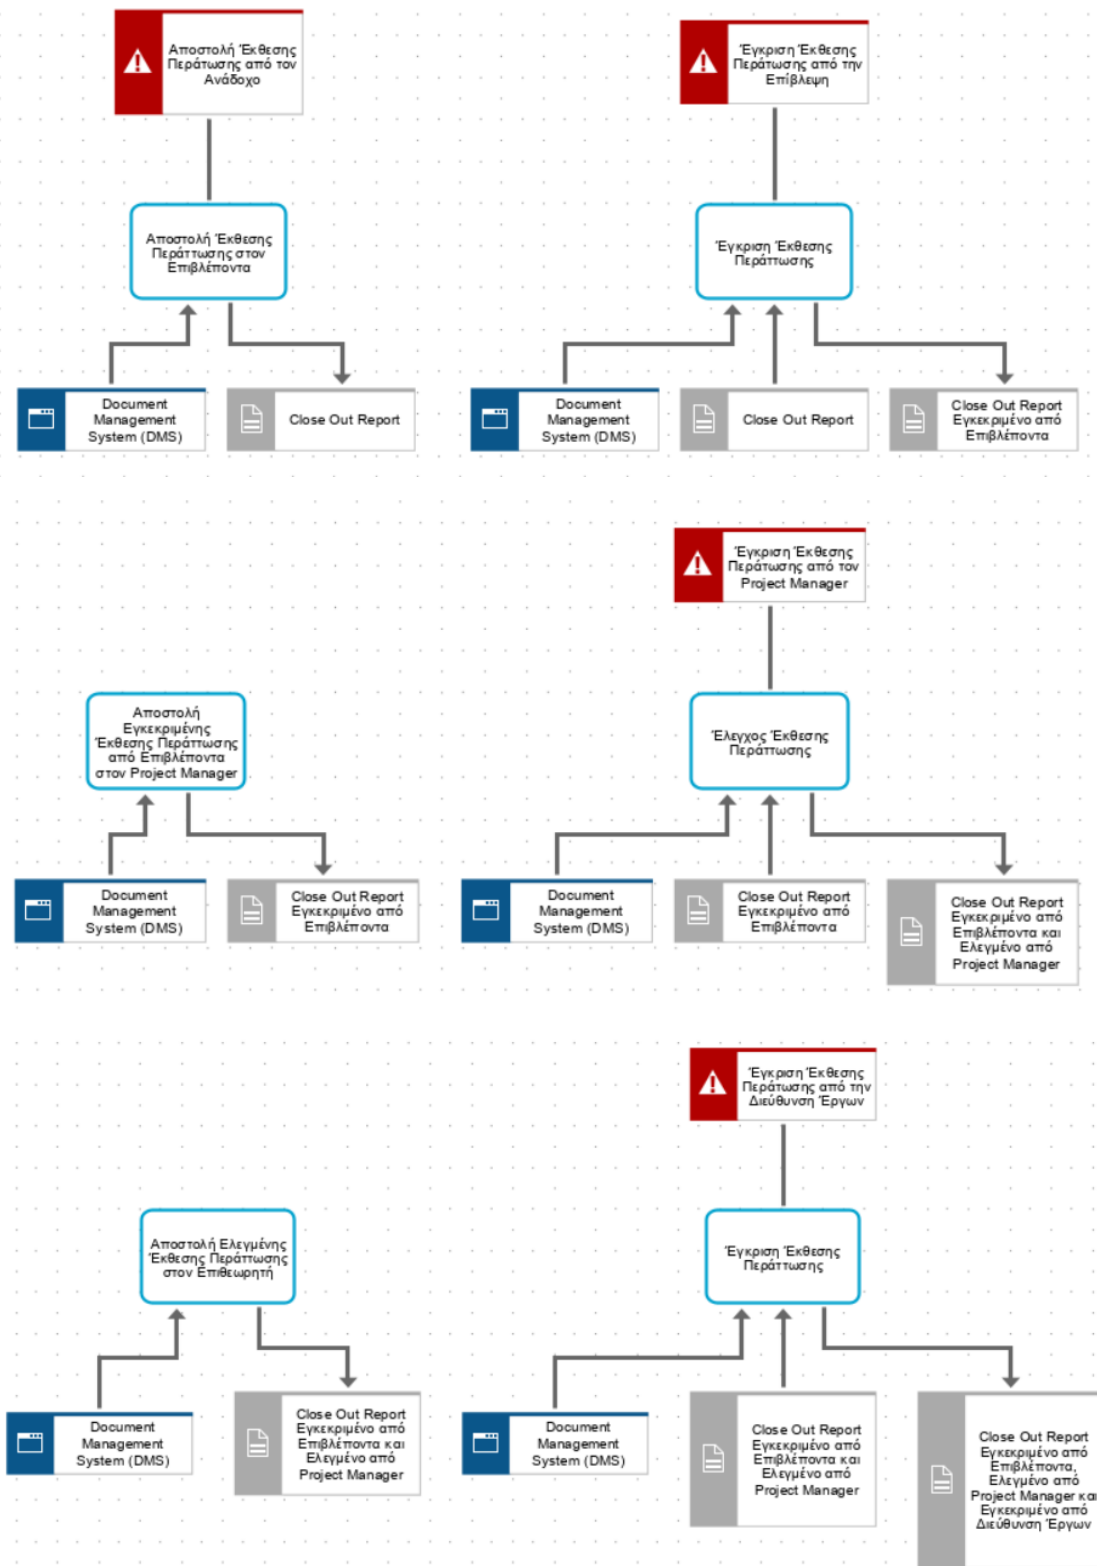 Αποστολή Έκθεσης
Περάτωσης από τον
Ανάδοχο
Έγκριση Έκθεσης
Περάτωσης από την
Επίβλεψη
Αποστολή Έκθεσης
Περάττωσης στον
Επιβλέποντα
Έγκριση Έκθεσης
Περάττωσης
Document
Management
System (DMS)
Close Out Report
Document
Management
System (DMS)
Close Out Report
Close Out Report
Εγκεκριμένο από
Επιβλέποντα
Έγκριση Έκθεσης
Περάτωσης από τον
Project Manager
Αποστολή
Εγκεκριμένης
Έκθεσης Περάττωσης
από Επιβλέποντα
στον Project Manager
Έλεγχος Έκθεσης
Περάττωσης
Document
Management
System (DMS)
Close Out Report
Εγκεκριμένο από
Επιβλέποντα
Document
Management
System (DMS)
Close Out Report
Εγκεκριμένο από
Επιβλέποντα
Close Out Report
Εγκεκριμένο από
Επιβλέποντα και
Ελεγμένο από
Project Manager
Έγκριση Έκθεσης
Περάτωσης από την
Διεύθυνση Έργων
Αποστολή Ελεγμένης
Έκθεσης Περάττωσης
στον Επιθεωρητή
Έγκριση Έκθεσης
Περάττωσης
Document
Management
System (DMS)
Close Out Report
Εγκεκριμένο από
Επιβλέποντα και
Ελεγμένο από
Project Manager
Document
Management
System (DMS)
Close Out Report
Εγκεκριμένο από
Επιβλέποντα και
Ελεγμένο από
Project Manager
Close Out Report
Εγκεκριμένο από
Επιβλέποντα,
Ελεγμένο από
Project Manager και
Εγκεκριμένο από
Διεύθυνση Έργων